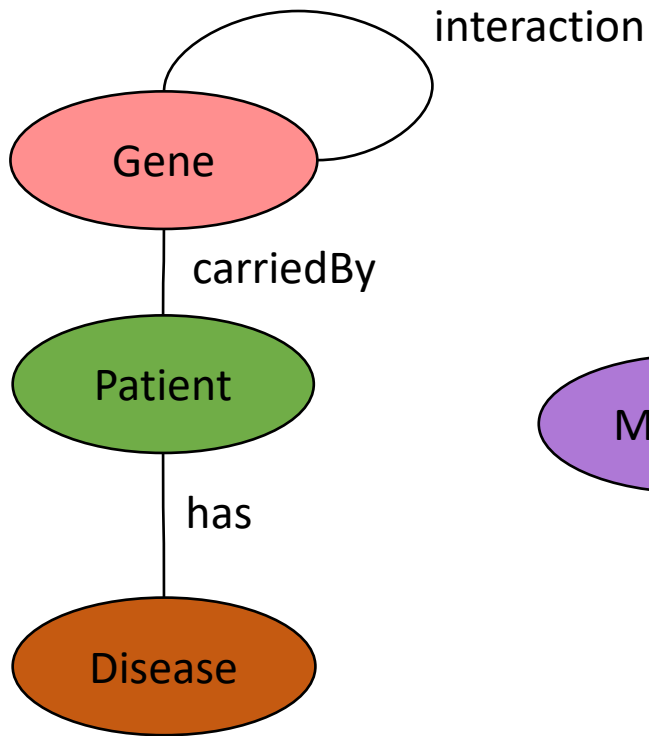 interaction
Gene
carriedBy
Patient
M
has
Disease